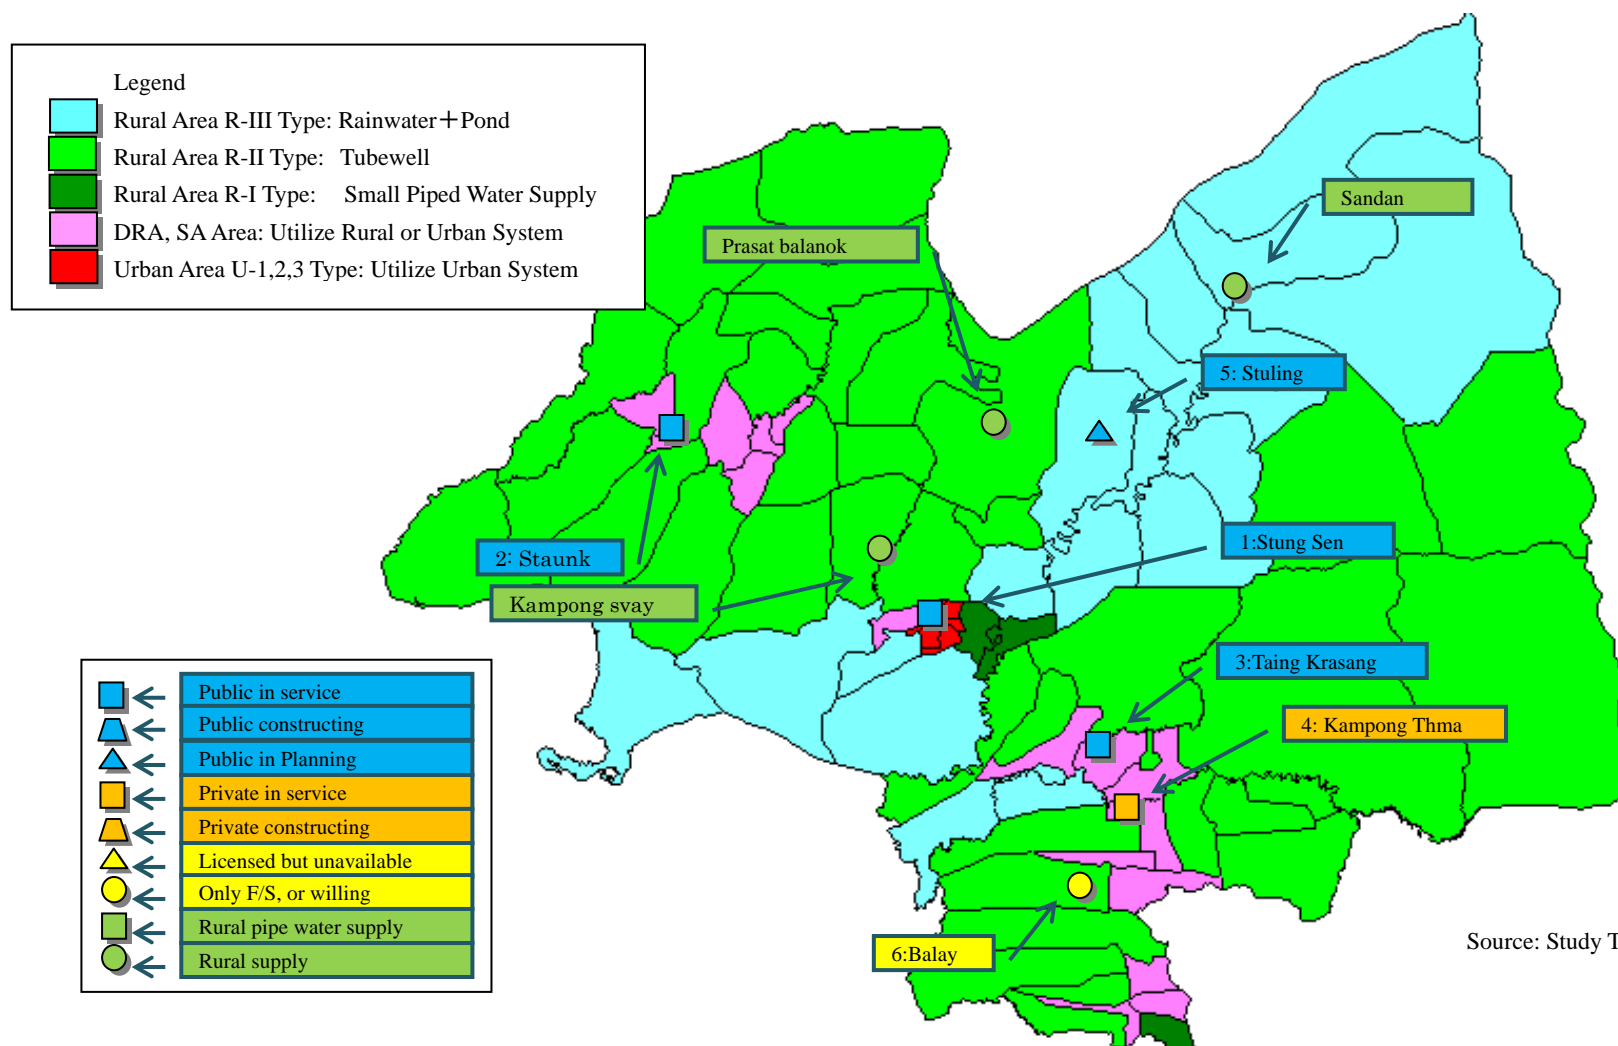 Legend
Rural Area R-III Type: Rainwater＋Pond
Rural Area R-II Type: Tubewell
Rural Area R-I Type: Small Piped Water Supply
DRA, SA Area: Utilize Rural or Urban System
Urban Area U-1,2,3 Type: Utilize Urban System
Sandan
Prasat balanok
5: Stuling
1:Stung Sen
2: Staunk
Kampong svay
3:Taing Krasang
4: Kampong Thma
6:Balay
Public in service
Public constructing
Public in Planning
Private in service
Private constructing
Licensed but unavailable
Only F/S, or willing
Rural pipe water supply
Rural supply
Source: Study T